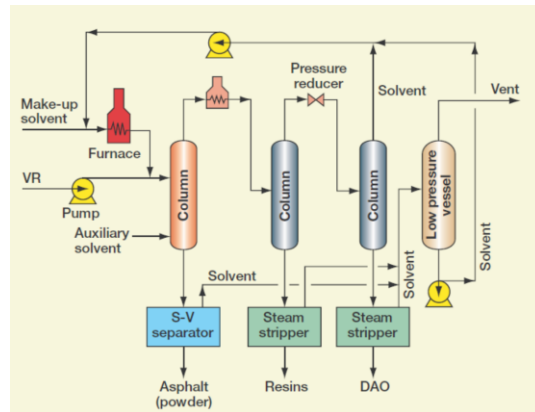 Pressure
reducer
Solvent
Vent
Make-up
solvent
Furnace
VR
Pump
Auxiliary
solvent
Column
Column
Column
Low pressure
vessel
Solvent
Solvent
Solvent
S-V
separator
Steam
stripper
Steam
stripper
Asphalt
(powder)
Resins
DAO